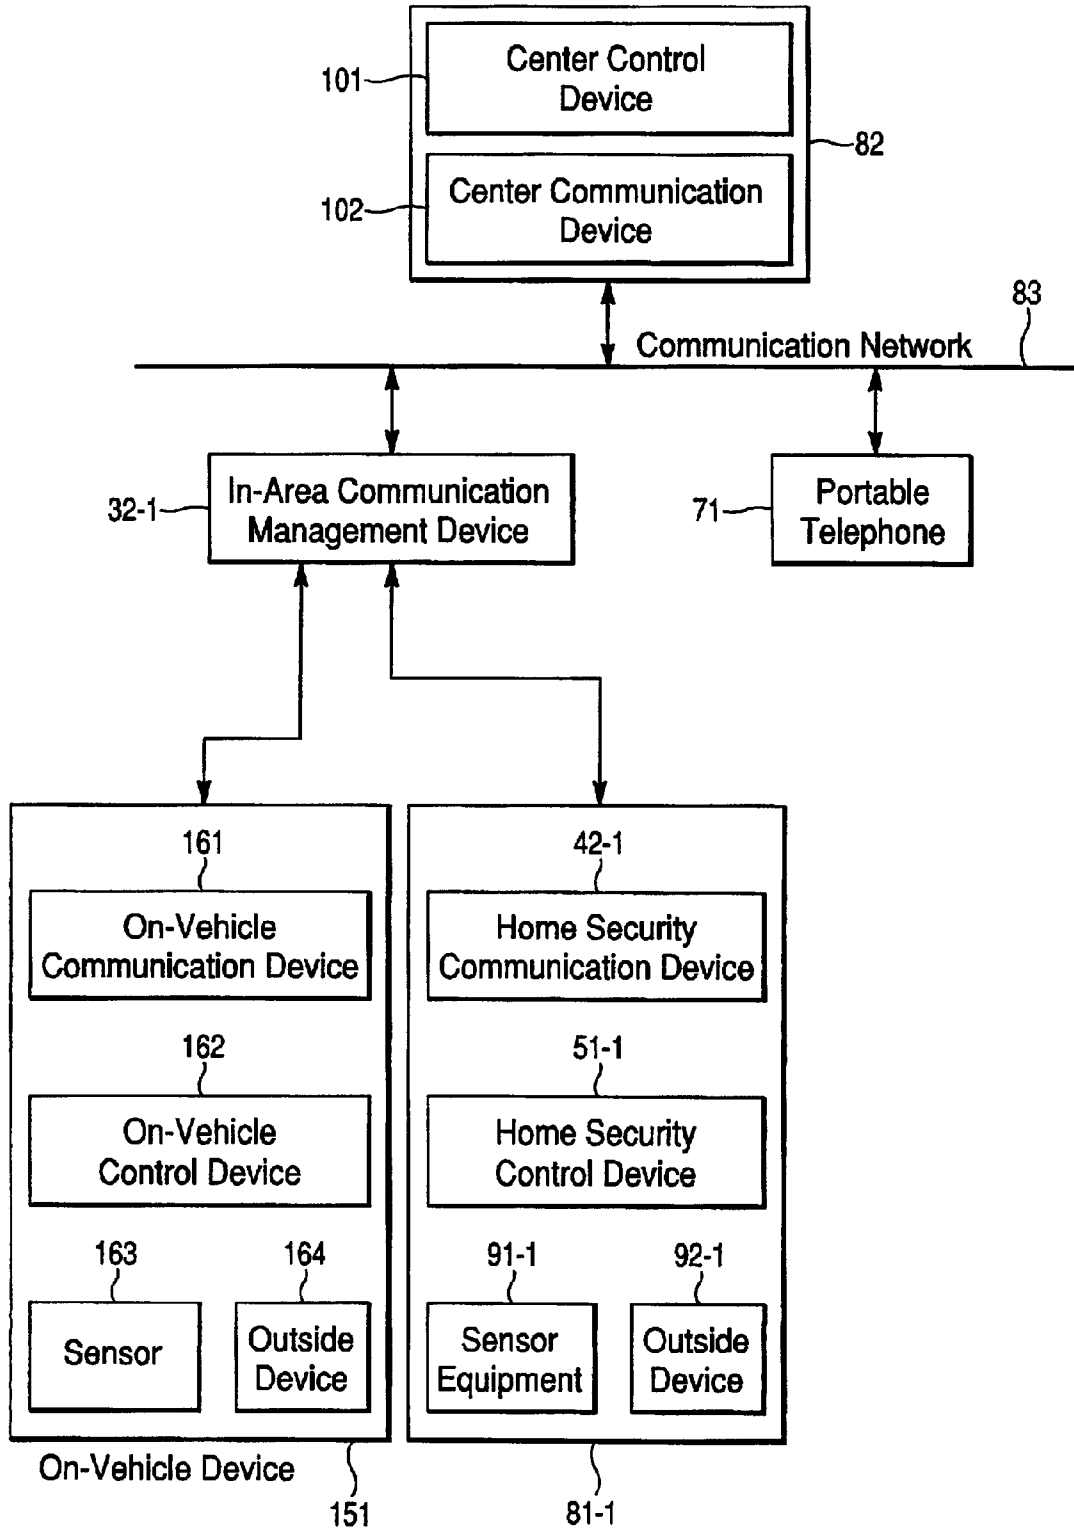 Center Control
Device
101
82
Center Communication
Device
102
83
Communication Network
In-Area Communication
Management Device
32-1
Portable
Telephone
71
161
On-Vehicle
Communication Device
162
On-Vehicle
Control Device
163
164
Sensor
Outside
Device
On-Vehicle Device
151
42-1
Home Security
Communication Device
51-1
Home Security
Control Device
91-1
92-1
Sensor
Equipment
Outside
Device
81-1